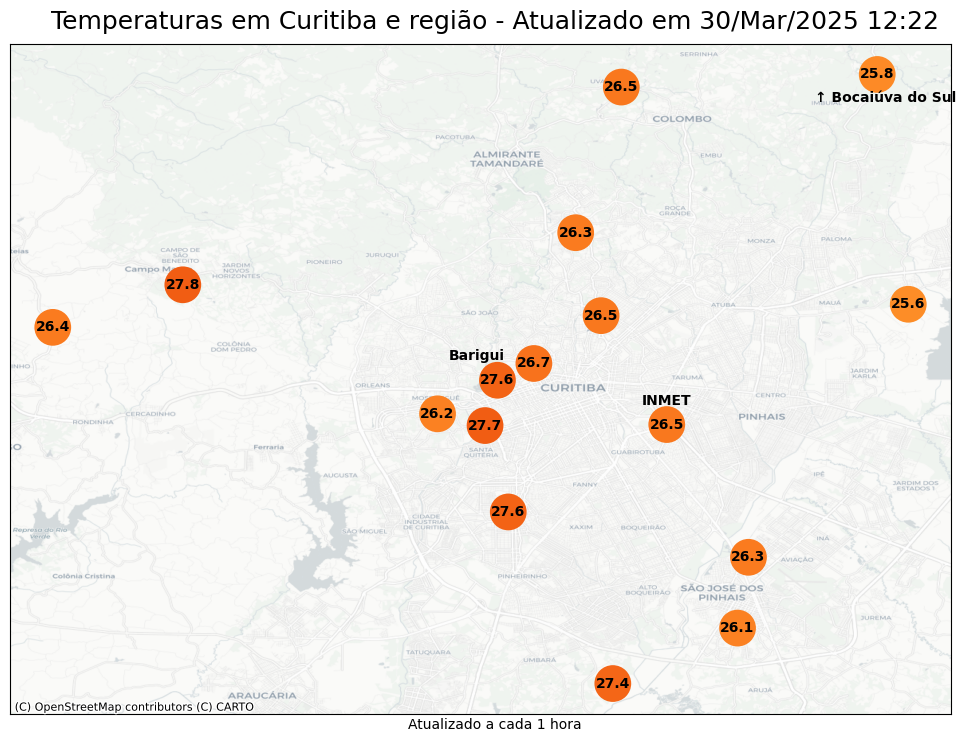 Temperaturas em Curitiba e região - Atualizado em 30/Mar/2025 12:22
SERRINHA
25.8
26.5
↑ Bocaiúva do Sul
COLOMBO
PACOTUBA
ALMIRANTE
TAMANDARÉ
EMBU
ROÇA
GRANDE
26.3
MONZA
PALOMA
CAMPO DE
SÃO
BENEDITO
JURUQUI
PIONEIRO
JARDIM
NOVOS
HORIZONTES
27.8
25.6
MAUÁ
ATUBA
SÃO JOÃO
26.5
26.4
COLÔNIA
DOM PEDRO
Barigui
26.7
27.6
JARDIM
KARLA
TARUMÃ
ORLEANS
CURITIBA
CENTRO
INMET
26.2
26.5
PINHAIS
CERCADINHO
RONDINHA
27.7
Ferraria
SANTA
QUITÉRIA
GUABIROTUBA
AUGUSTA
IPÊ
FANNY
JARDIM DOS
ESTADOS 1
27.6
CIDADE
INDUSTRIAL
DE CURITIBA
SÃO MIGUEL
XAXIM
BOQUEIRÃO
Represa do Rio
Verde
INÁ
26.3
AVIAÇÃO
Colônia Cristina
PINHEIRINHO
ALTO
BOQUEIRÃO
SÃO JOSÉ DOS
PINHAIS
JUREMA
26.1
TATUQUARA
UMBARÁ
27.4
ARAUCÁRIA
ARUJÁ
(C) OpenStreetMap contributors (C) CARTO
Atualizado a cada 1 hora